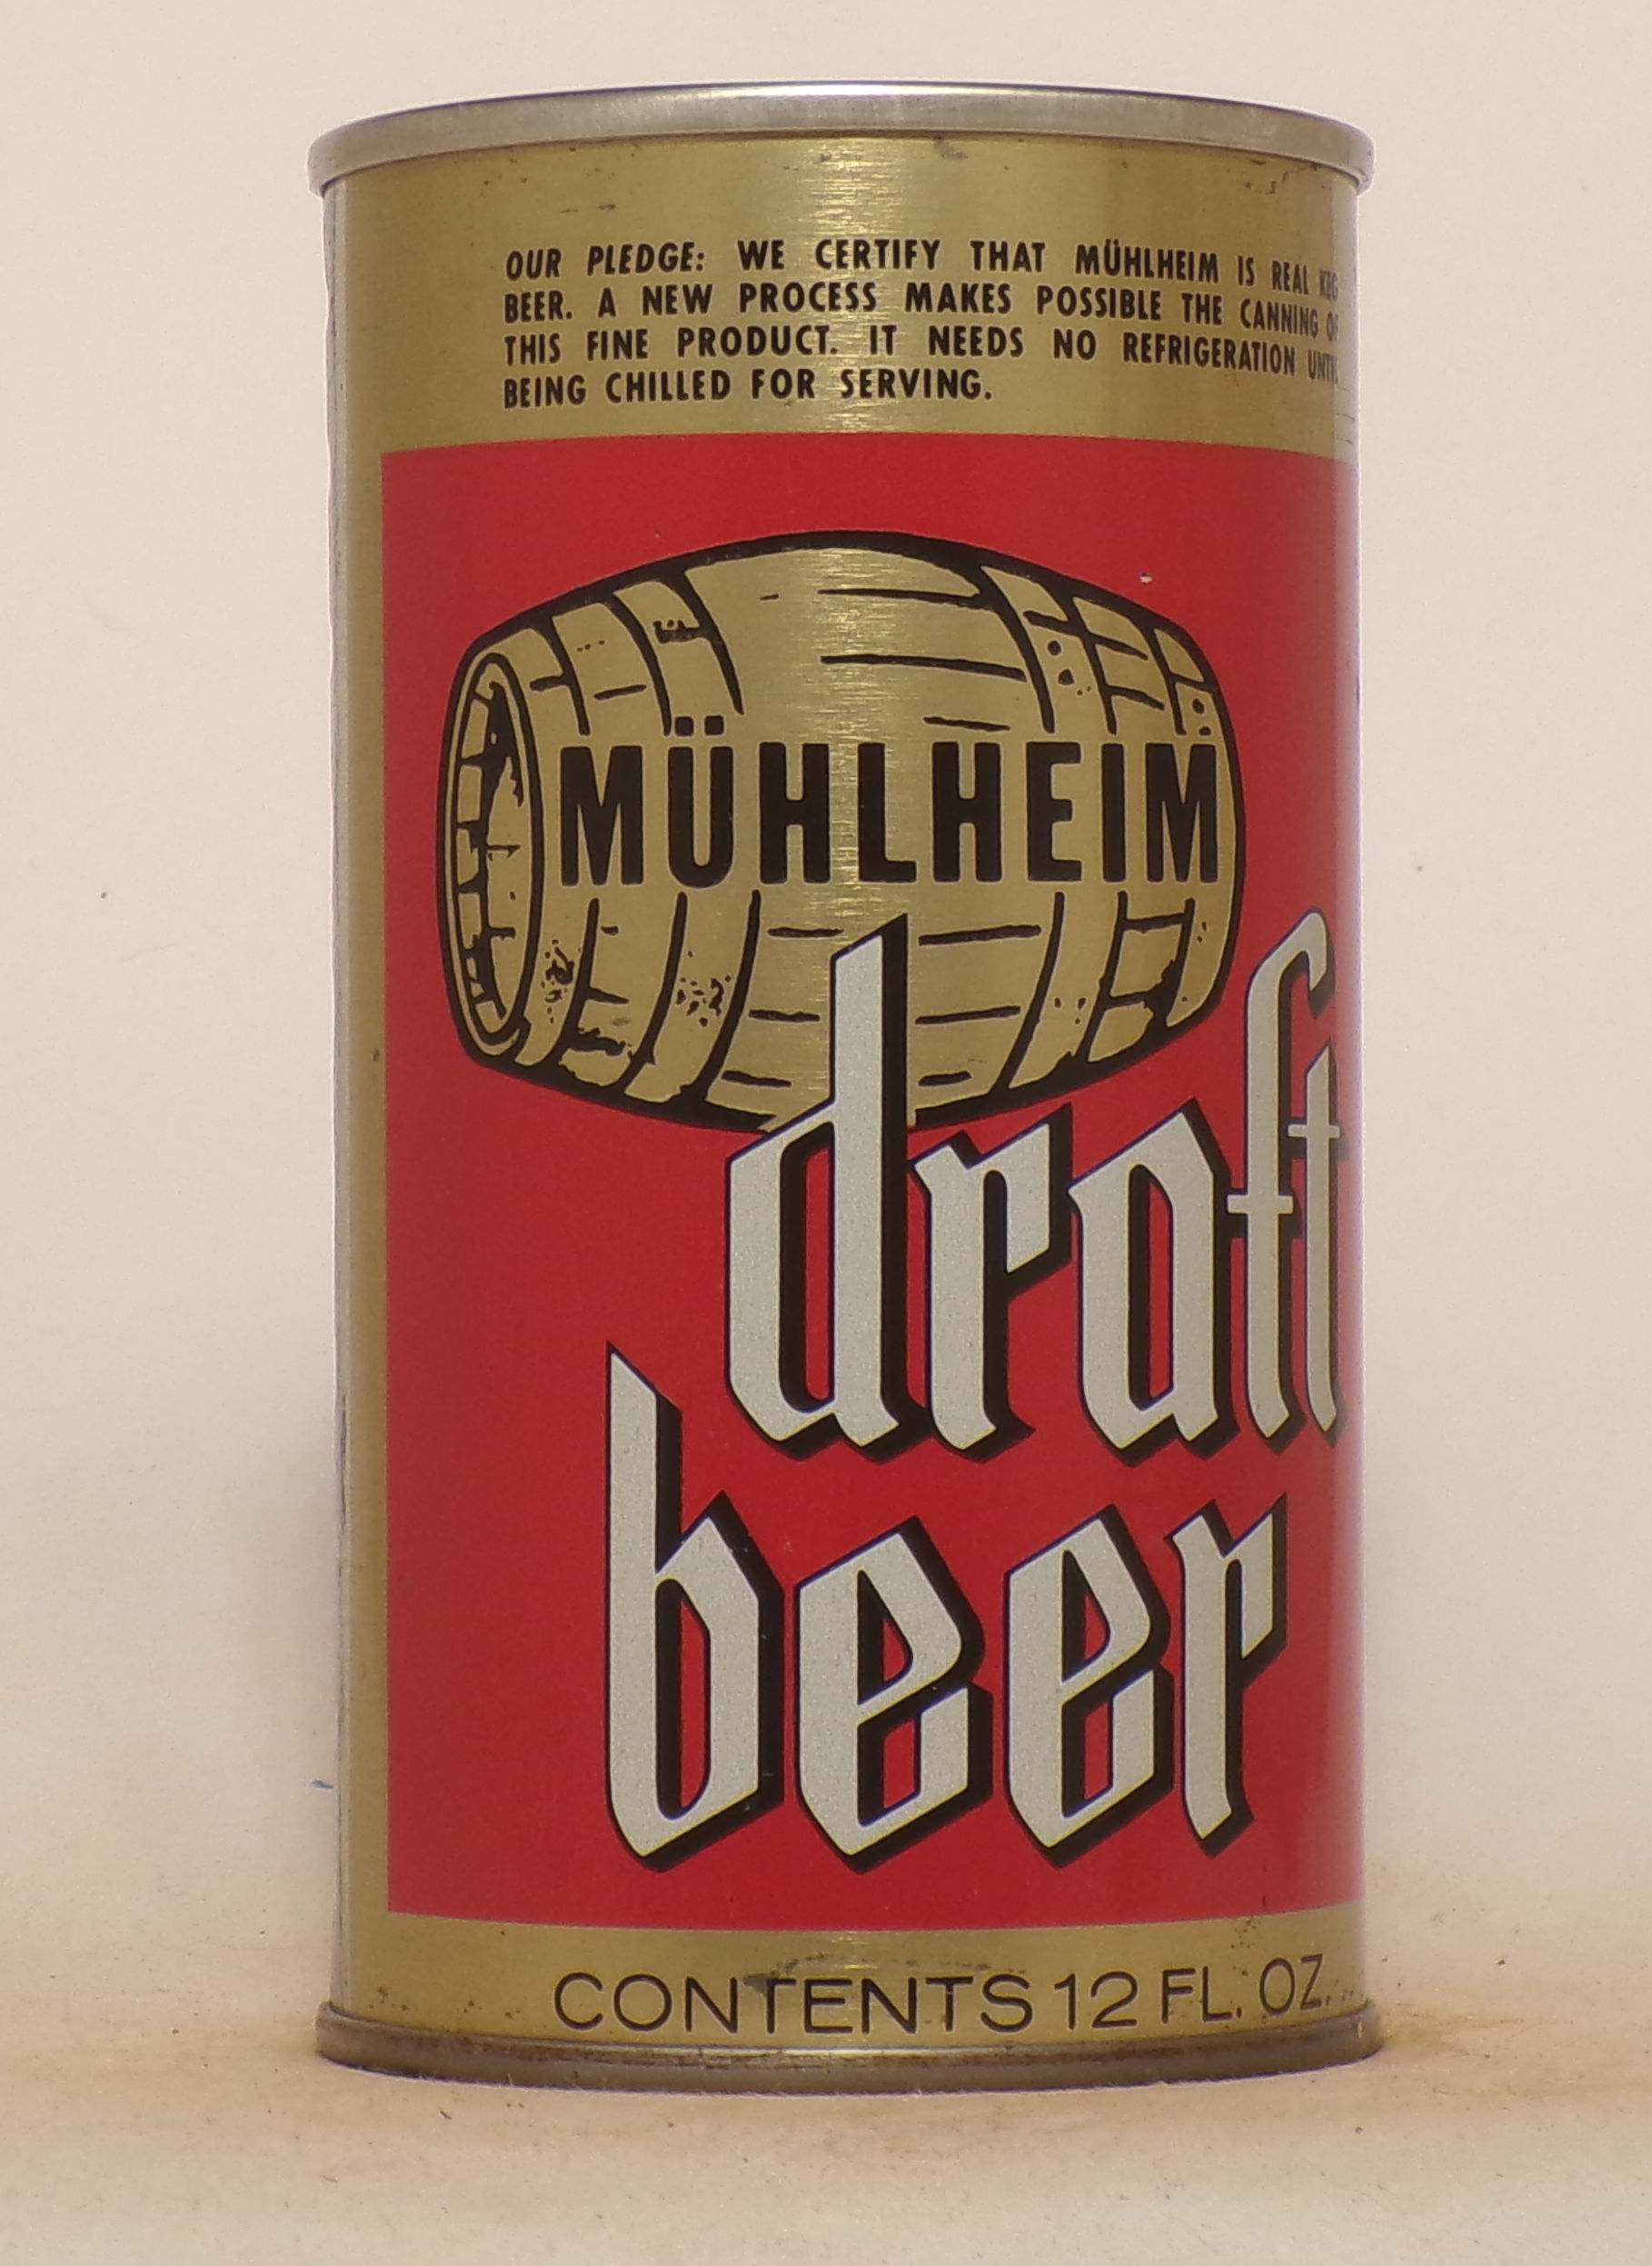 OUR PLEDGE: WE CERTIFY THAT MÜHLHEIM IS REAL KEG
BEER. A NEW PROCESS MAKES POSSIBLE THE CANNING OF
THIS FINE PRODUCT. IT NEEDS NO REFRIGERATION UNTIL
BEING CHILLED FOR SERVING.
MÜHLHEIM
draft
beer
CONTENTS 12 FL. OZ.